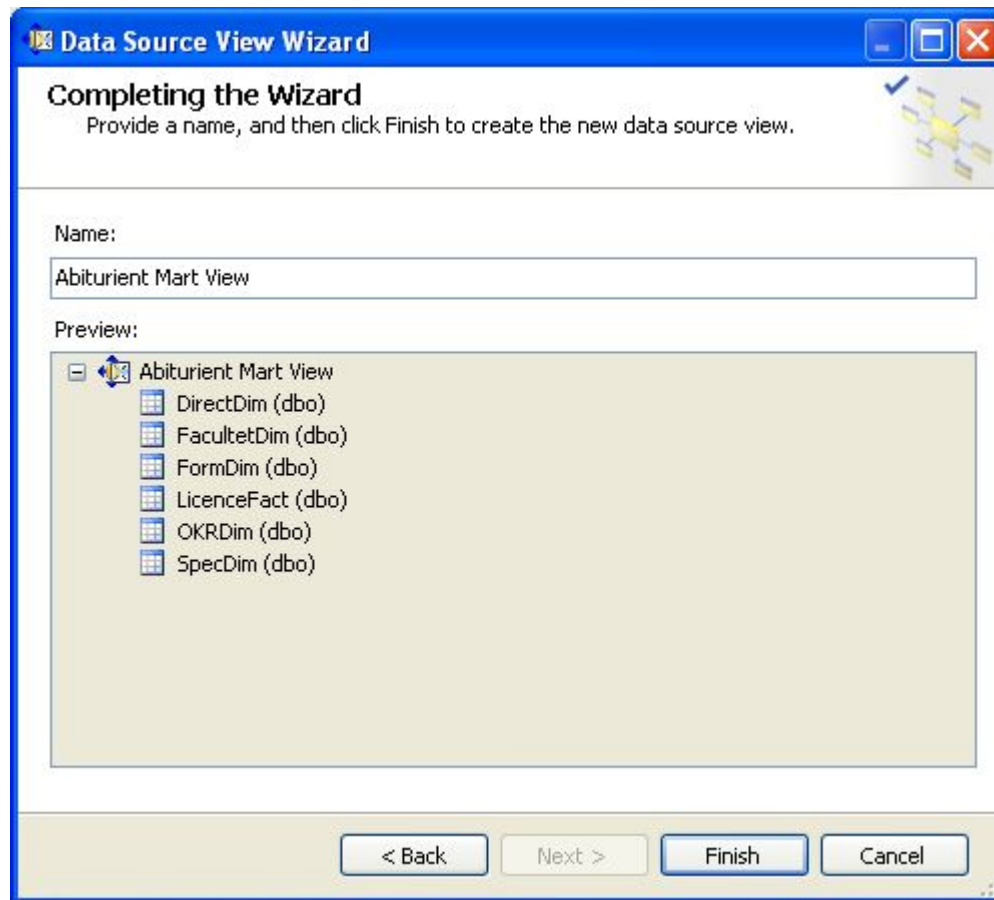 Data Source View Wizard
Completing the Wizard
Provide a name, and then click Finish to create the new data source view.
Name:
Abiturient Mart View
Preview:
Abiturient Mart View
DirectDim (dbo)
FacultetDim (dbo)
FormDim (dbo)
LicenceFact (dbo)
OKRDim (dbo)
SpecDim (dbo)
< Back Next > Finish Cancel